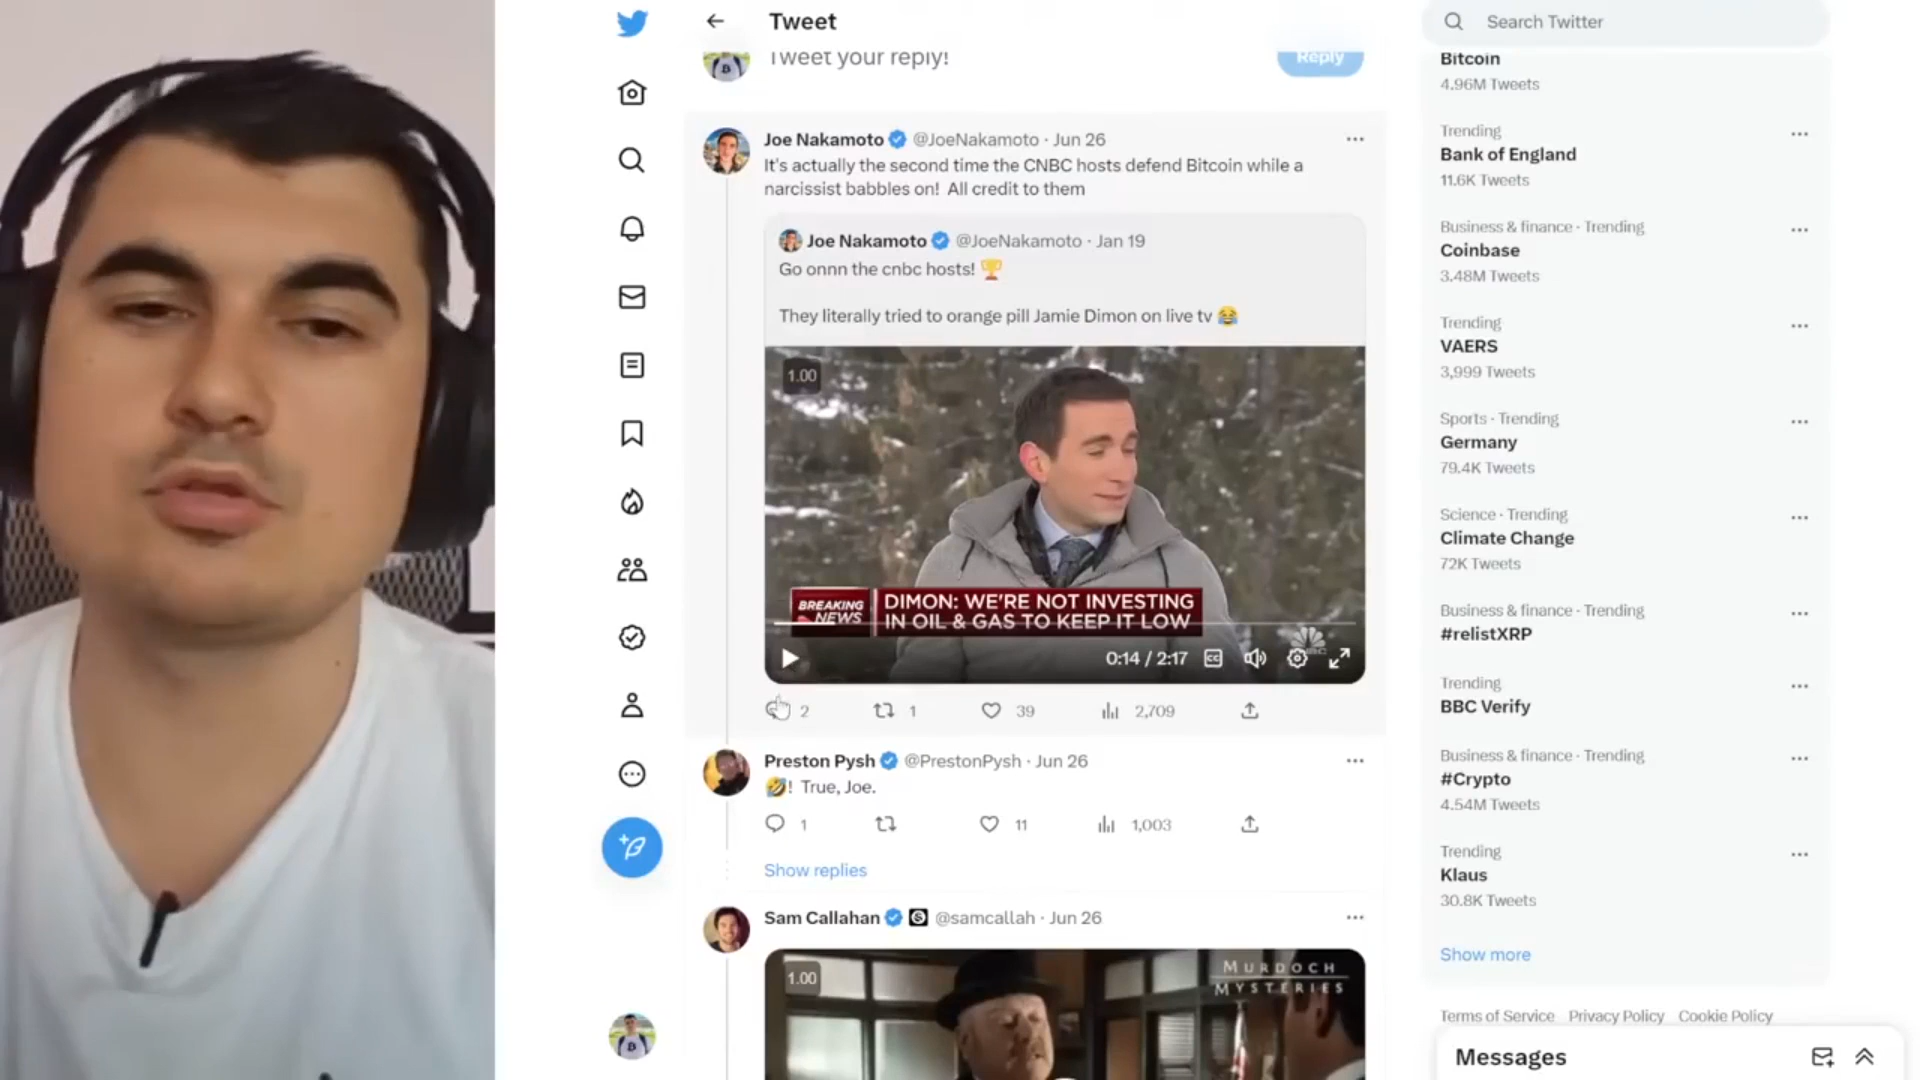 Tweet
Tweet your reply!
Reply
Joe Nakamoto @JoeNakamoto · Jun 26
It's actually the second time the CNBC hosts defend Bitcoin while a
narcissist babbles on! All credit to them
Joe Nakamoto @JoeNakamoto · Jan 19
Go onnn the cnbc hosts! 🏆
They literally tried to orange pill Jamie Dimon on live tv 😂
1.00
BREAKING
NEWS
DIMON: WE'RE NOT INVESTING
IN OIL & GAS TO KEEP IT LOW
0:14 / 2:17
CC
2
1
39
2,709
Preston Pysh @PrestonPysh · Jun 26
🤣! True, Joe.
1
11
1,003
Show replies
Sam Callahan @samcallah · Jun 26
1.00
MURDOCH
MYSTERIES
Search Twitter
Bitcoin
4.96M Tweets
Trending
Bank of England
11.6K Tweets
Business & finance · Trending
Coinbase
3.48M Tweets
Trending
VAERS
3,999 Tweets
Sports · Trending
Germany
79.4K Tweets
Science · Trending
Climate Change
72K Tweets
Business & finance · Trending
#relistXRP
Trending
BBC Verify
Business & finance · Trending
#Crypto
4.54M Tweets
Trending
Klaus
30.8K Tweets
Show more
Terms of Service Privacy Policy Cookie Policy
Messages